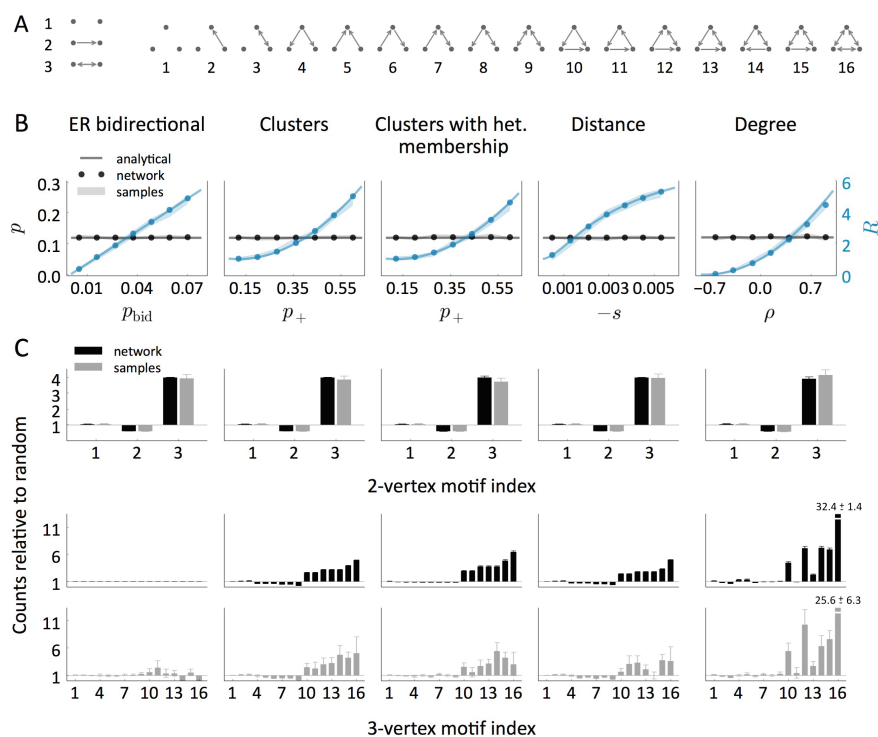 A
1
2
3
1 2 3 4 5 6 7 8 9 10 11 12 13 14 15 16
B
ER bidirectional Clusters Clusters with het. membership Distance Degree
analytical
network
samples
p
0.3
0.2
0.1
0.0
6
4
2
0
R
0.01 0.04 0.07 0.15 0.35 0.55 0.15 0.35 0.55 0.001 0.003 0.005 −0.7 0.0 0.7
p_bid p_+ p_+ −s ρ
C
network
samples
Counts relative to random
4
3
2
1
1 2 3 1 2 3 1 2 3 1 2 3 1 2 3
2-vertex motif index
32.4 ± 1.4
11
6
1
25.6 ± 6.3
11
6
1
1 4 7 10 13 16 1 4 7 10 13 16 1 4 7 10 13 16 1 4 7 10 13 16 1 4 7 10 13 16
3-vertex motif index